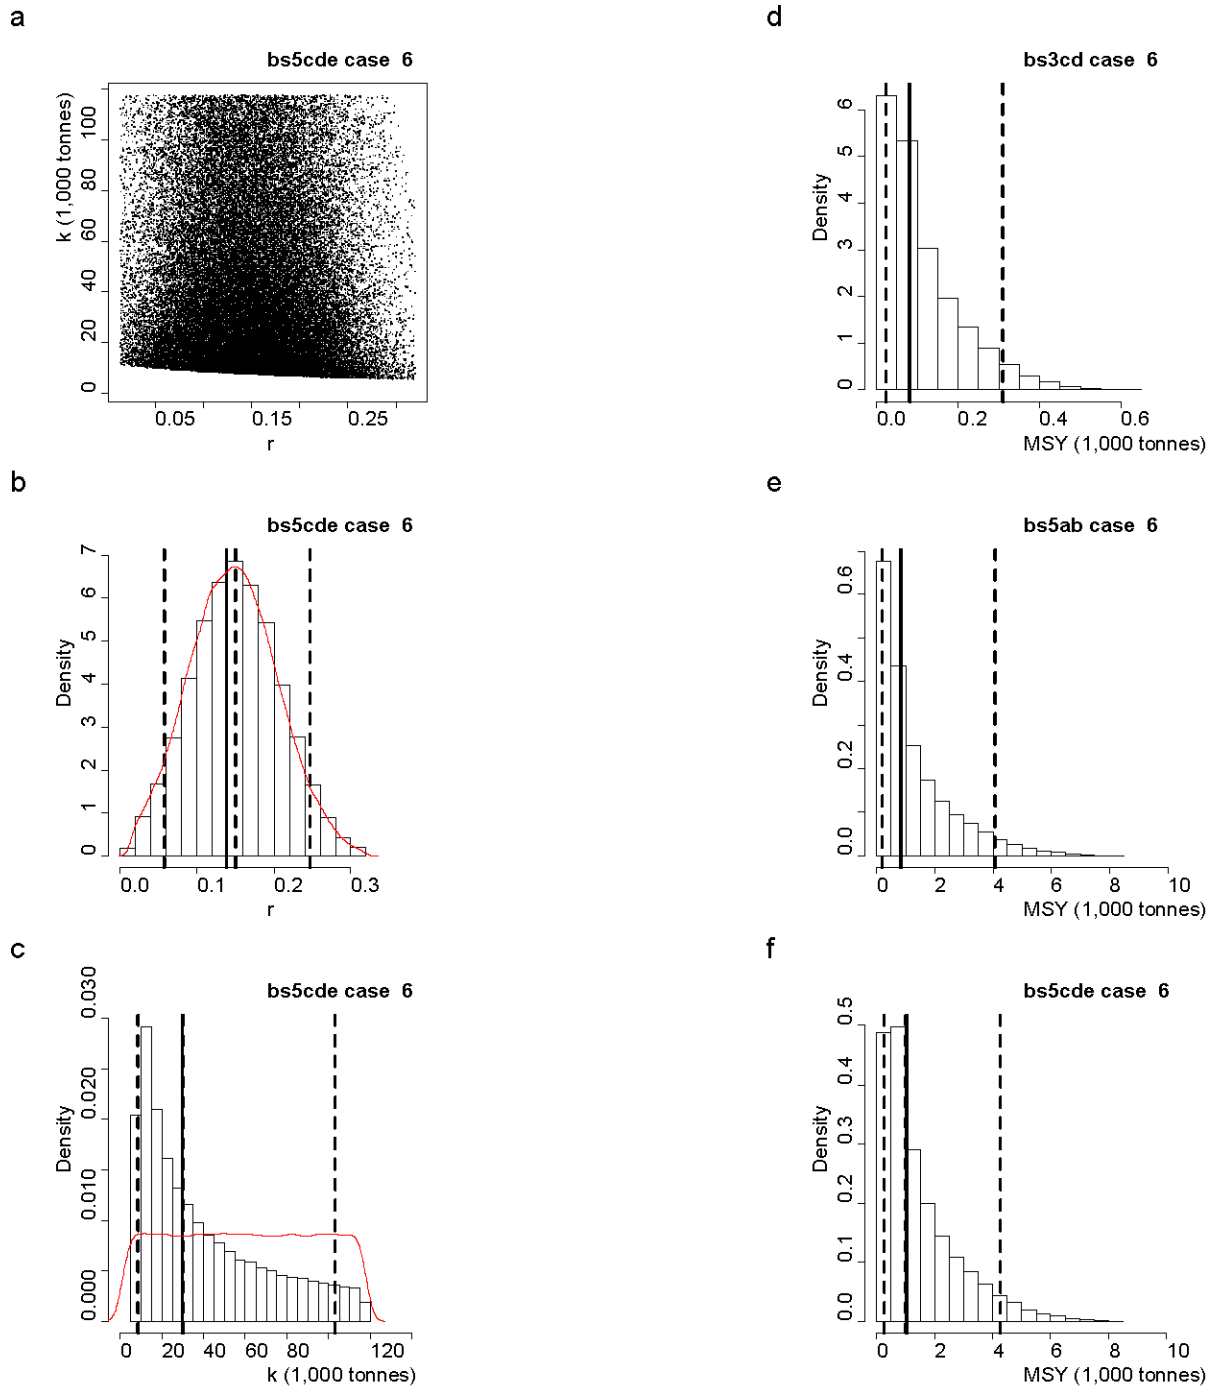 a
bs5cde case 6
k (1,000 tonnes)
0 20 40 60 80 100
0.05 0.15 0.25
r
b
bs5cde case 6
Density
0 1 2 3 4 5 6 7
0.0 0.1 0.2 0.3
r
c
bs5cde case 6
Density
0.000 0.010 0.020 0.030
0 20 40 60 80 120
k (1,000 tonnes)
d
bs3cd case 6
Density
0 1 2 3 4 5 6
0.0 0.2 0.4 0.6
MSY (1,000 tonnes)
e
bs5ab case 6
Density
0.0 0.2 0.4 0.6
0 2 4 6 8 10
MSY (1,000 tonnes)
f
bs5cde case 6
Density
0.0 0.1 0.2 0.3 0.4 0.5
0 2 4 6 8 10
MSY (1,000 tonnes)